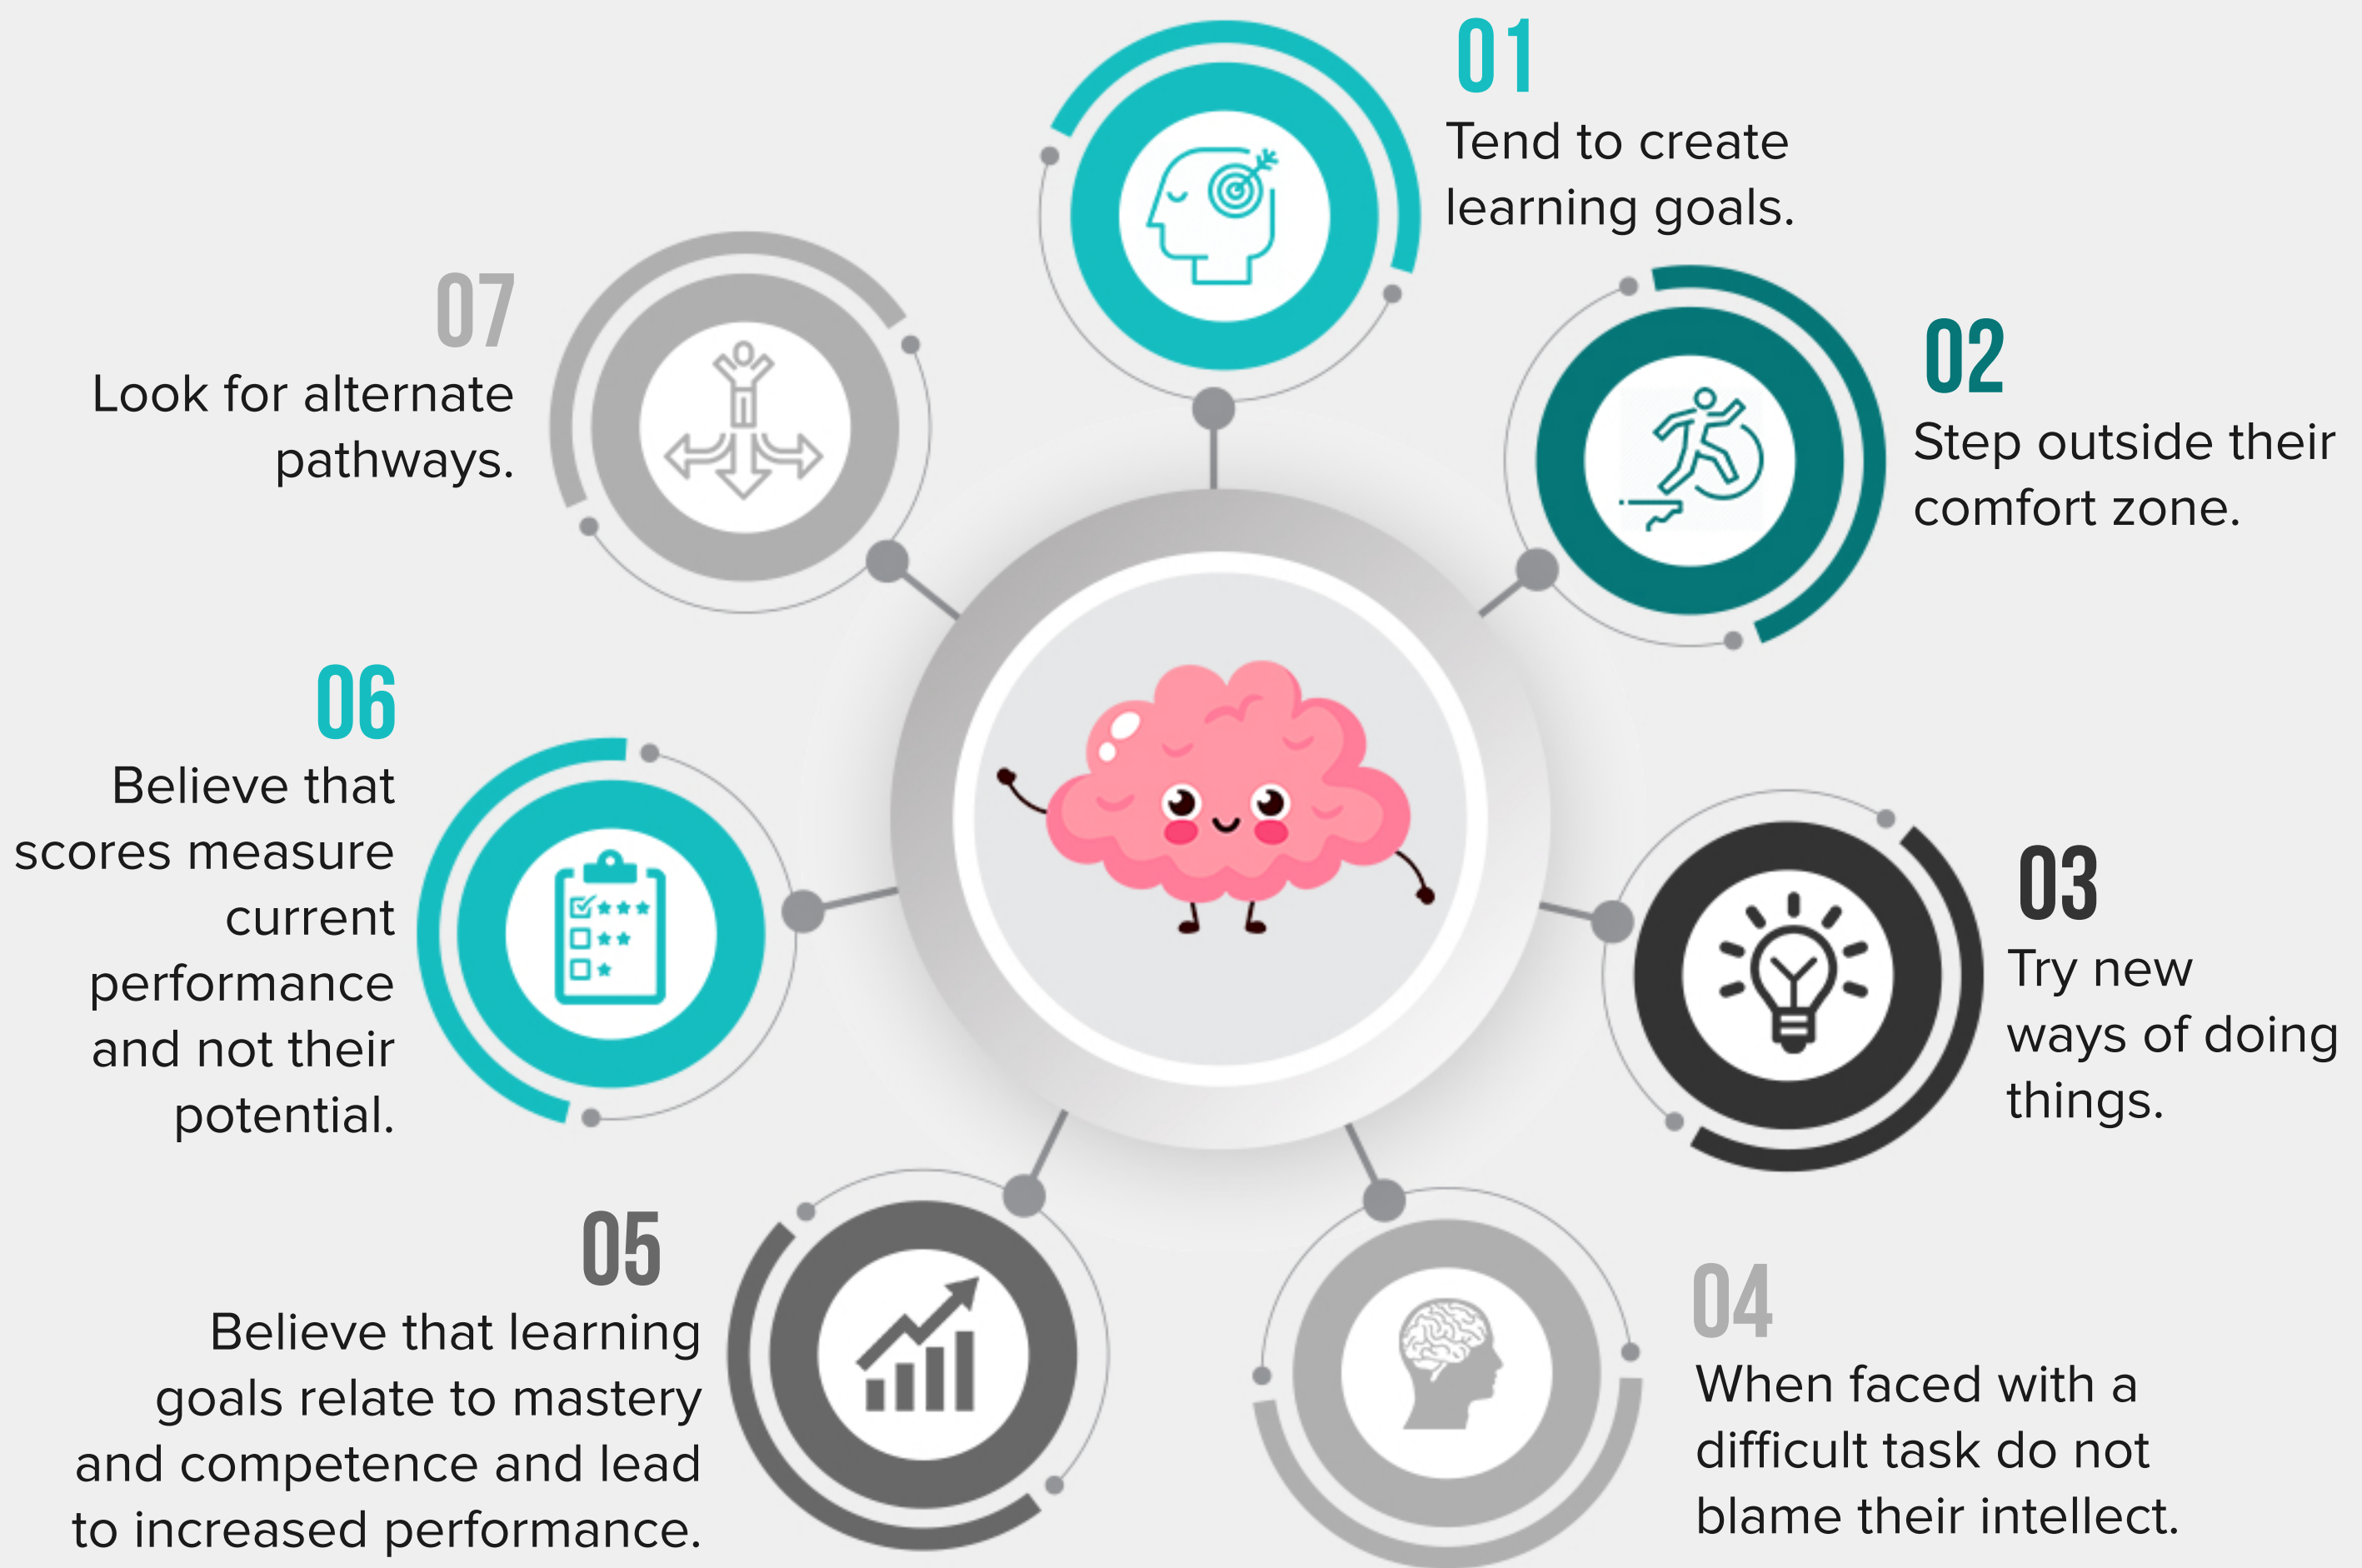 01
Tend to create
learning goals.
02
Step outside their
comfort zone.
03
Try new
ways of doing
things.
04
When faced with a
difficult task do not
blame their intellect.
05
Believe that learning
goals relate to mastery
and competence and lead
to increased performance.
06
Believe that
scores measure
current
performance
and not their
potential.
07
Look for alternate
pathways.